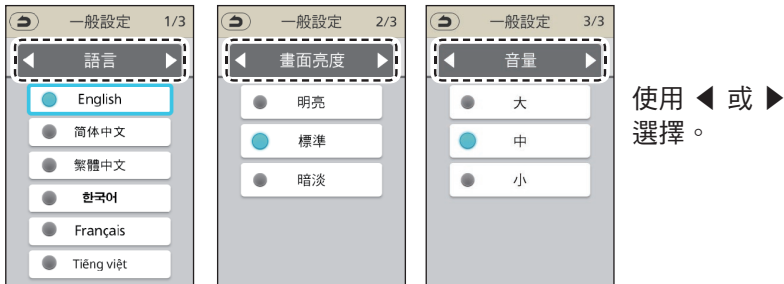 一般設定 1/3
◀ 語言 ▶
English
简体中文
繁體中文
한국어
Français
Tiếng việt
一般設定 2/3
◀ 畫面亮度 ▶
明亮
標準
暗淡
一般設定 3/3
◀ 音量 ▶
大
中
小
使用 ◀ 或 ▶
選擇。